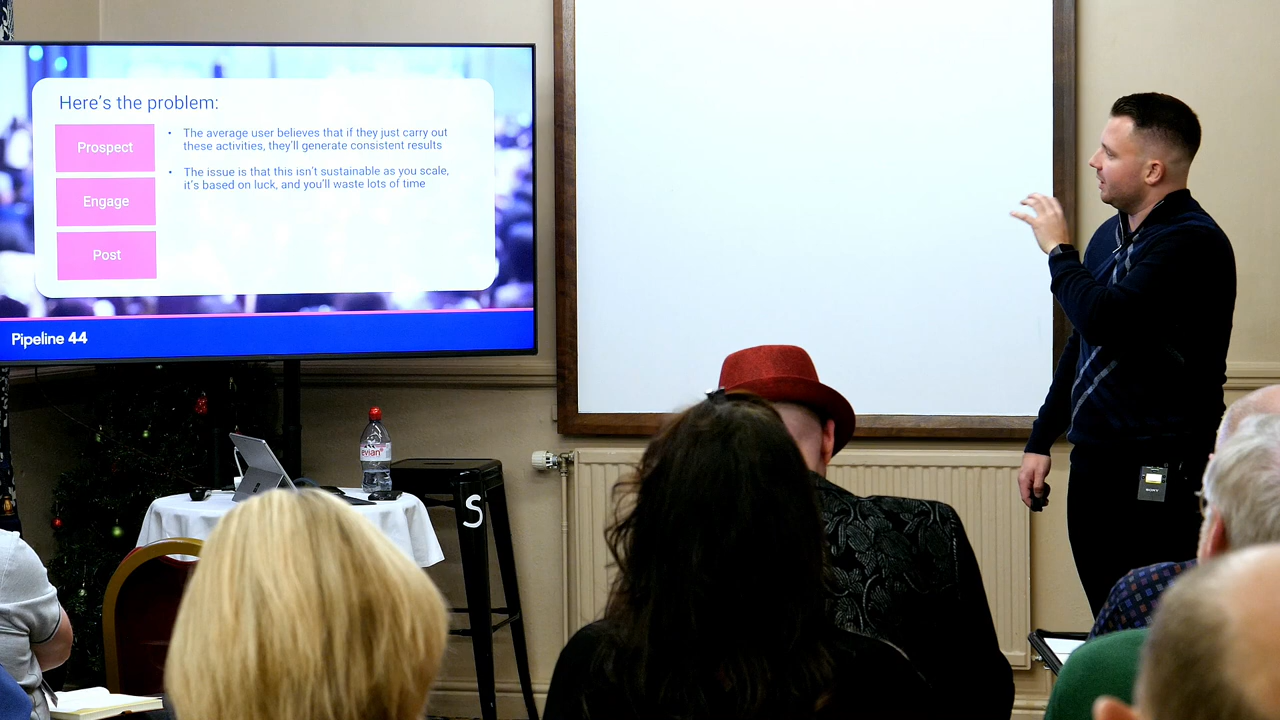 Here's the problem:
Prospect
Engage
Post
• The average user believes that if they just carry out
these activities, they'll generate consistent results
• The issue is that this isn't sustainable as you scale,
it's based on luck, and you'll waste lots of time
Pipeline 44
evian
S
SONY